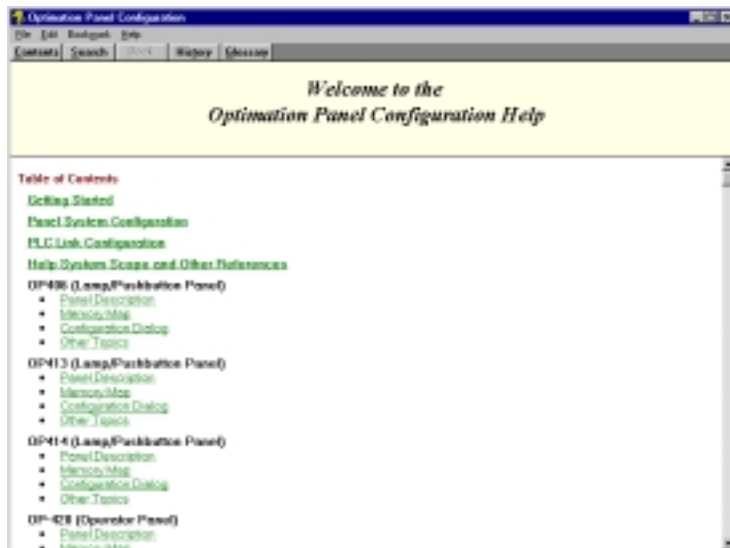 Optimation Panel Configuration
File Edit Bookmark Help
Contents Search Back History Glossary
Welcome to the
Optimation Panel Configuration Help
Table of Contents
Getting Started
Panel System Configuration
PLC Link Configuration
Help System Scope and Other References
OP406 (Lamp/Pushbutton Panel)
Panel Description
Memory Map
Configuration Dialog
Other Topics
OP413 (Lamp/Pushbutton Panel)
Panel Description
Memory Map
Configuration Dialog
Other Topics
OP414 (Lamp/Pushbutton Panel)
Panel Description
Memory Map
Configuration Dialog
Other Topics
OP-420 (Operator Panel)
Panel Description
Memory Map